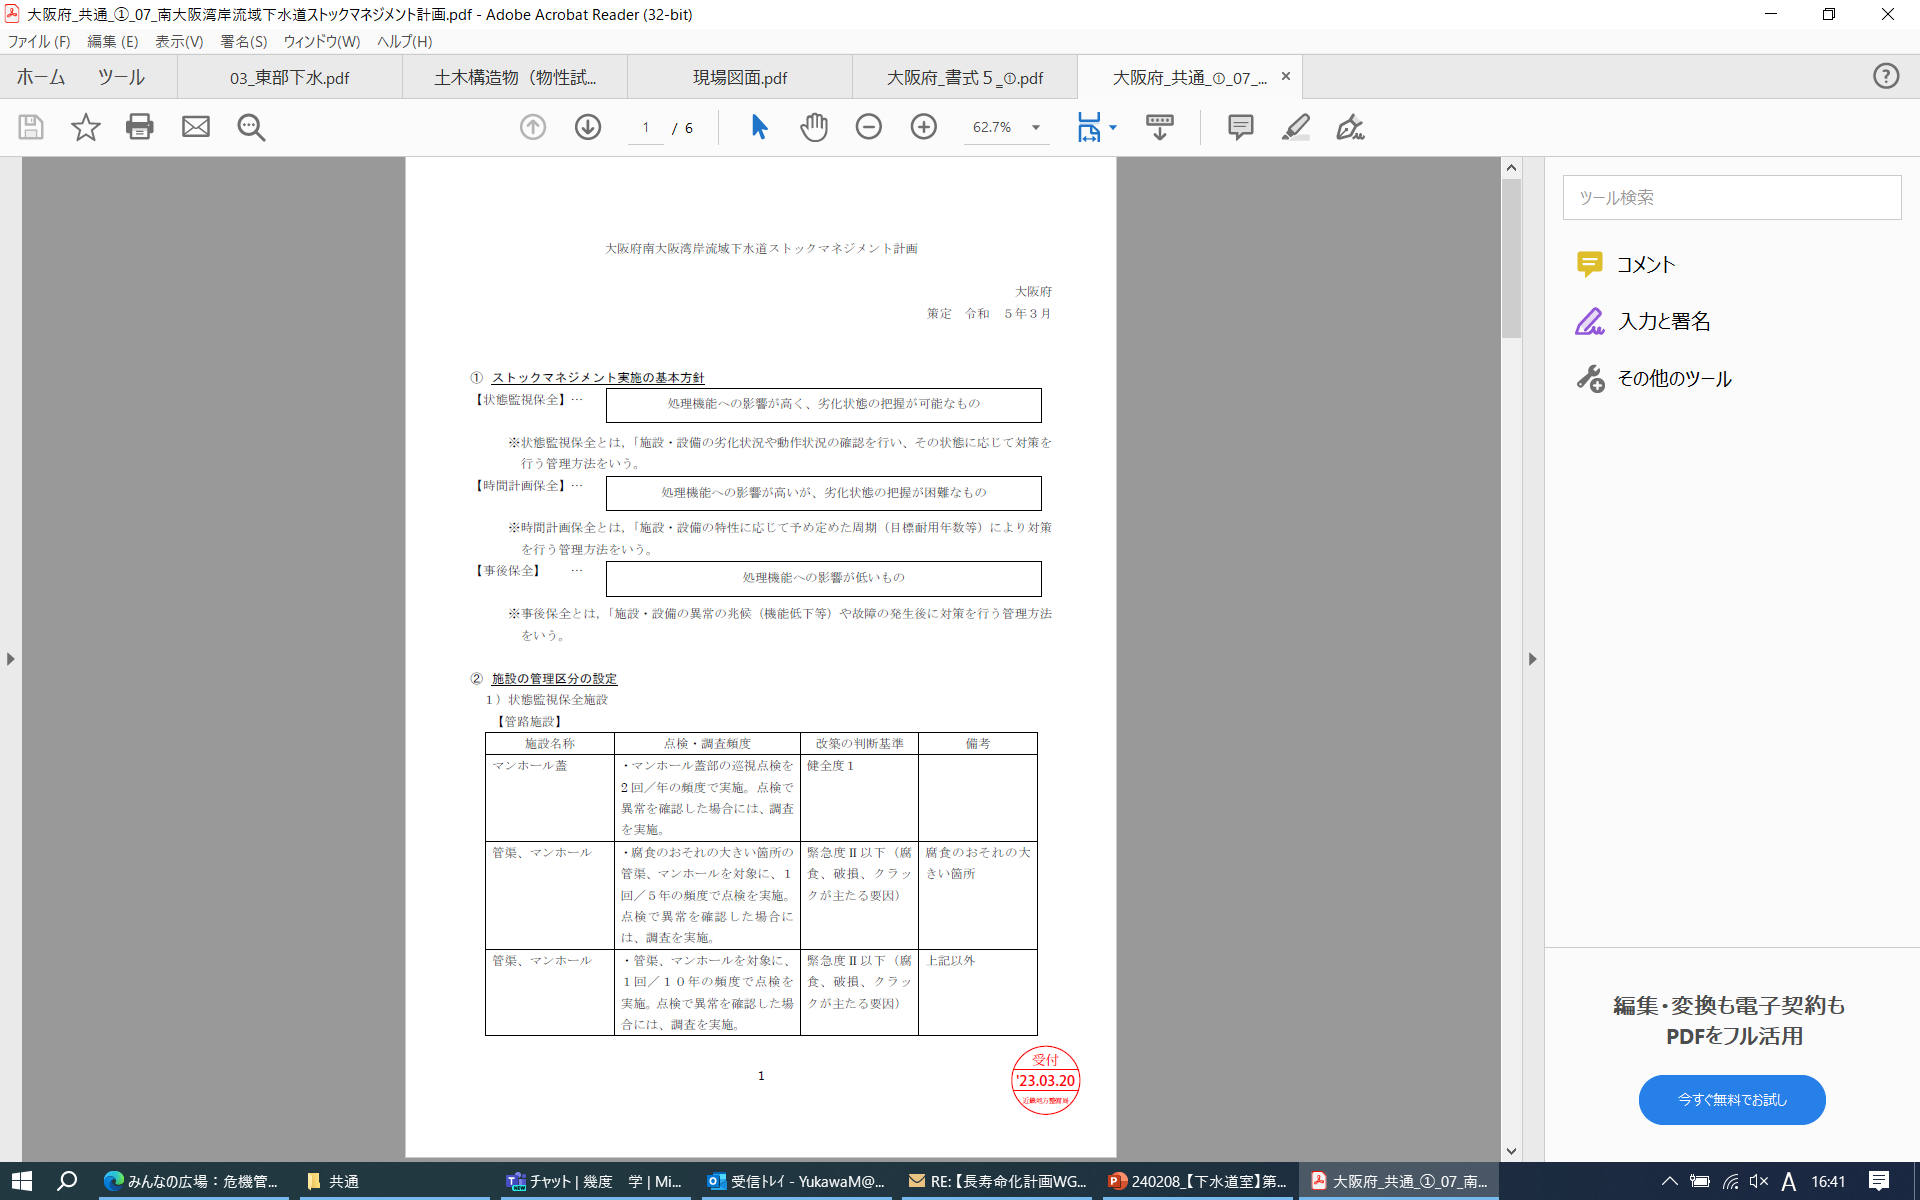 大阪府_共通_①_07_南大阪湾岸流域下水道ストックマネジメント計画.pdf - Adobe Acrobat Reader (32-bit)
ファイル(F) 編集(E) 表示(V) 署名(S) ウィンドウ(W) ヘルプ(H)
ホーム ツール 03_東部下水.pdf 土木構造物（物性試... 現場図面.pdf 大阪府_書式５_①.pdf 大阪府_共通_①_07_... ×
1 / 6 62.7%
大阪府南大阪湾岸流域下水道ストックマネジメント計画
大阪府
策定　令和　５年３月
① ストックマネジメント実施の基本方針
【状態監視保全】… 処理機能への影響が高く、劣化状態の把握が可能なもの
※状態監視保全とは，「施設・設備の劣化状況や動作状況の確認を行い、その状態に応じて対策を
行う管理方法をいう。
【時間計画保全】… 処理機能への影響が高いが、劣化状態の把握が困難なもの
※時間計画保全とは，「施設・設備の特性に応じて予め定めた周期（目標耐用年数等）により対策
を行う管理方法をいう。
【事後保全】　… 処理機能への影響が低いもの
※事後保全とは，「施設・設備の異常の兆候（機能低下等）や故障の発生後に対策を行う管理方法
をいう。
② 施設の管理区分の設定
１）状態監視保全施設
【管路施設】
施設名称 点検・調査頻度 改築の判断基準 備考
マンホール蓋 ・マンホール蓋部の巡視点検を 健全度１
２回／年の頻度で実施。点検で
異常を確認した場合には、調査
を実施。
管渠、マンホール ・腐食のおそれの大きい箇所の 緊急度Ⅱ以下（腐 腐食のおそれの大
管渠、マンホールを対象に、１ 食、破損、クラッ きい箇所
回／５年の頻度で点検を実施。 クが主たる要因）
点検で異常を確認した場合に
は、調査を実施。
管渠、マンホール ・管渠、マンホールを対象に、 緊急度Ⅱ以下（腐 上記以外
１回／１０年の頻度で点検を 食、破損、クラッ
実施。点検で異常を確認した場 クが主たる要因）
合には、調査を実施。
1
受付
'23.03.20
近畿地方整備局
ツール検索
コメント
入力と署名
その他のツール
編集・変換も電子契約も
PDFをフル活用
今すぐ無料でお試し
みんなの広場：危機管... 共通 チャット | 幾度　学 | Mi... 受信トレイ - YukawaM@... RE:【長寿命化計画WG... 240208_【下水道室】第... 大阪府_共通_①_07_南... A 16:41